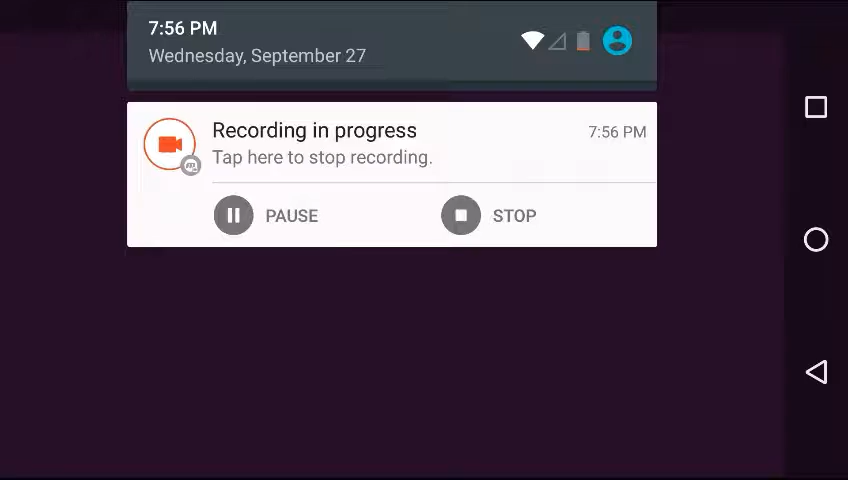 7:56 PM
Wednesday, September 27
Recording in progress
7:56 PM
Tap here to stop recording.
PAUSE
STOP